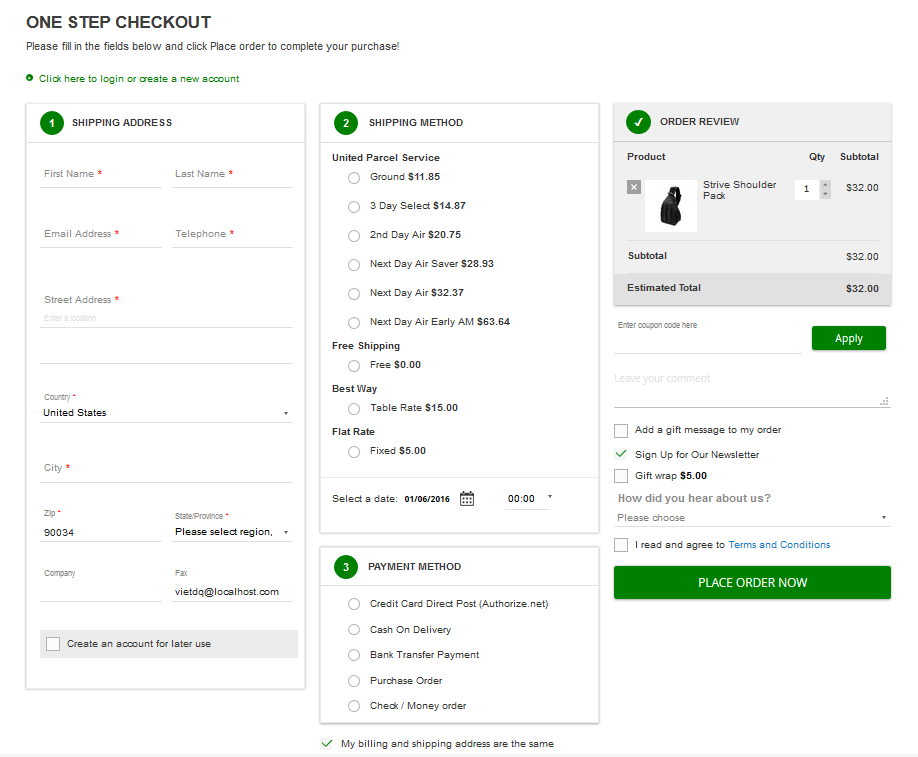 ONE STEP CHECKOUT
Please fill in the fields below and click Place order to complete your purchase!
Click here to login or create a new account
1 SHIPPING ADDRESS
First Name * Last Name *
Email Address * Telephone *
Street Address *
Enter a location
Country *
United States
City *
Zip * State/Province *
90034 Please select region,
Company Fax
vietdq@localhost.com
Create an account for later use
2 SHIPPING METHOD
United Parcel Service
Ground $11.85
3 Day Select $14.87
2nd Day Air $20.75
Next Day Air Saver $28.93
Next Day Air $32.37
Next Day Air Early AM $63.64
Free Shipping
Free $0.00
Best Way
Table Rate $15.00
Flat Rate
Fixed $5.00
Select a date: 01/06/2016 00:00
3 PAYMENT METHOD
Credit Card Direct Post (Authorize.net)
Cash On Delivery
Bank Transfer Payment
Purchase Order
Check / Money order
My billing and shipping address are the same
ORDER REVIEW
Product Qty Subtotal
Strive Shoulder 1 $32.00
Pack
Subtotal $32.00
Estimated Total $32.00
Enter coupon code here
Apply
Leave your comment
Add a gift message to my order
Sign Up for Our Newsletter
Gift wrap $5.00
How did you hear about us?
Please choose
I read and agree to Terms and Conditions
PLACE ORDER NOW